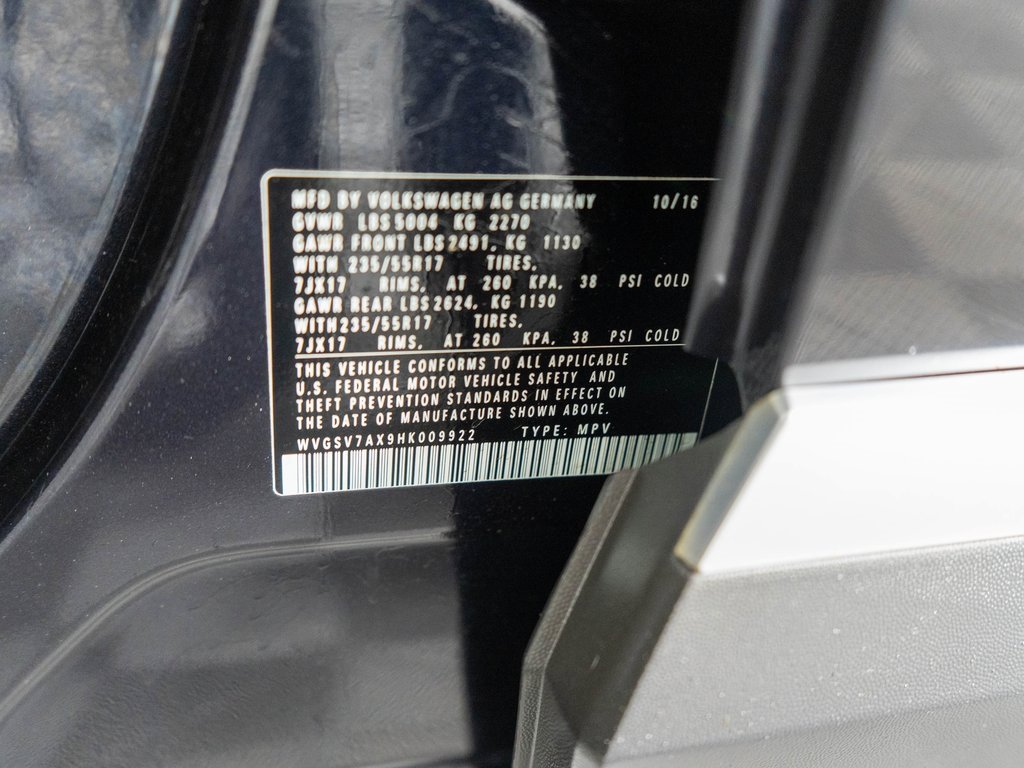 MFD BY VOLKSWAGEN AG GERMANY 10/16
GVWR LBS 5004 KG 2270
GAWR FRONT LBS 2491, KG 1130
WITH 235/55R17 TIRES,
7JX17 RIMS, AT 260 KPA, 38 PSI COLD
GAWR REAR LBS 2624, KG 1190
WITH 235/55R17 TIRES,
7JX17 RIMS, AT 260 KPA, 38 PSI COLD
THIS VEHICLE CONFORMS TO ALL APPLICABLE
U.S. FEDERAL MOTOR VEHICLE SAFETY AND
THEFT PREVENTION STANDARDS IN EFFECT ON
THE DATE OF MANUFACTURE SHOWN ABOVE.
WVGSV7AX9HK009922 TYPE: MPV